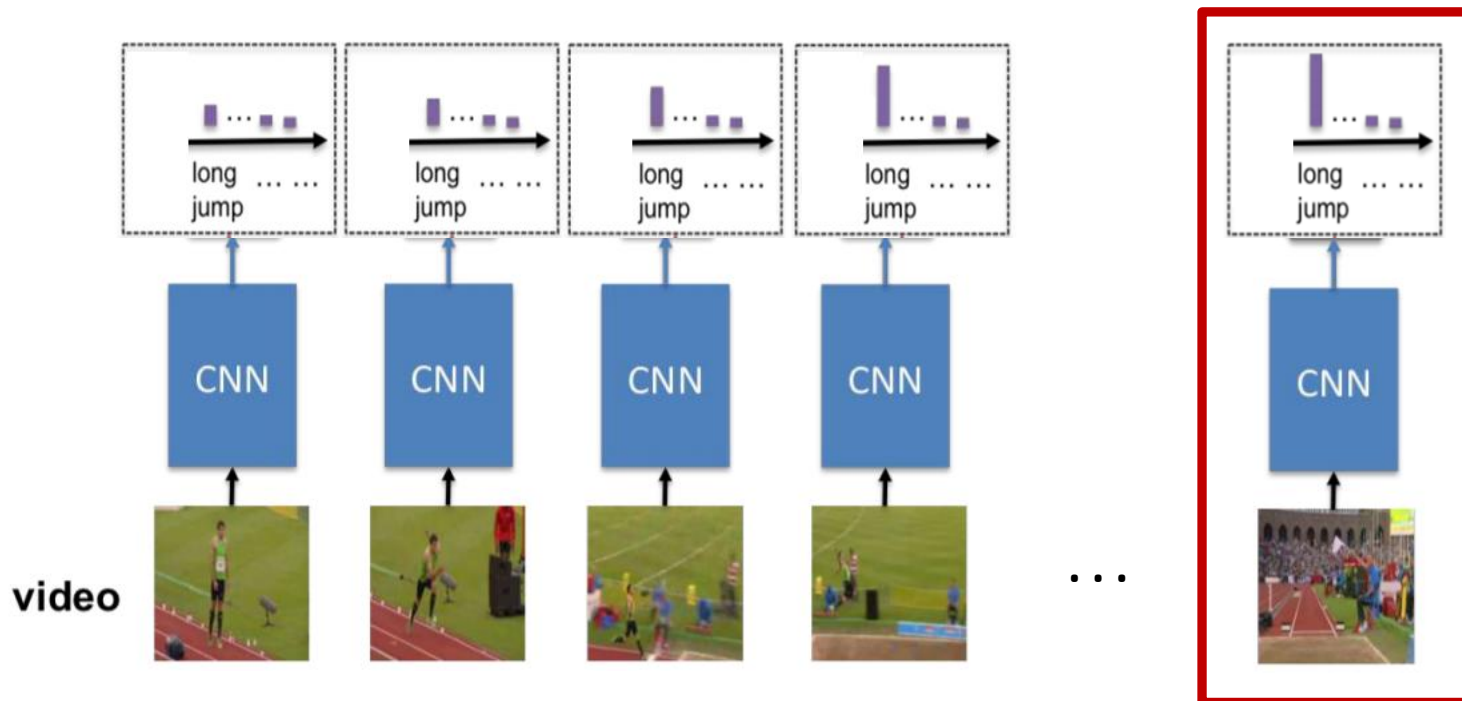 ... ... ... ... ...
long ... ... long ... ... long ... ... long ... ... long ... ...
jump jump jump jump jump
CNN CNN CNN CNN CNN
video ...